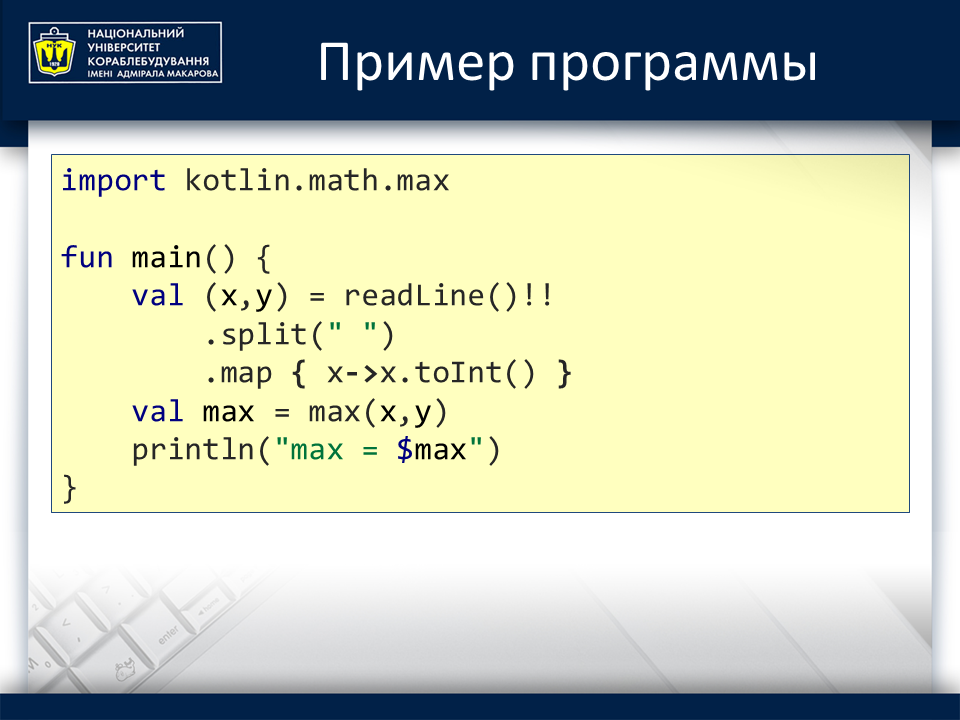 НАЦІОНАЛЬНИЙ
УНІВЕРСИТЕТ
КОРАБЛЕБУДУВАННЯ
ІМЕНІ АДМІРАЛА МАКАРОВА
НУК
1920
Пример программы
import kotlin.math.max
fun main() {
    val (x,y) = readLine()!!
        .split(" ")
        .map { x->x.toInt() }
    val max = max(x,y)
    println("max = $max")
}
enter